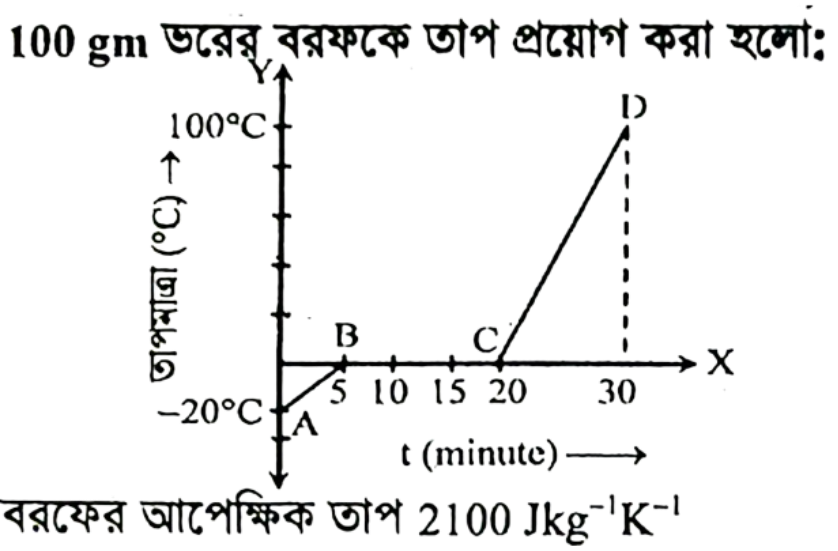 100 gm ভরের বরফকে তাপ প্রয়োগ করা হলো:
Y
D
100°C
তাপমাত্রা (°C) →
B
C
X
5 10 15 20 30
−20°C
A
t (minute) →
বরফের আপেক্ষিক তাপ 2100 Jkg⁻¹K⁻¹